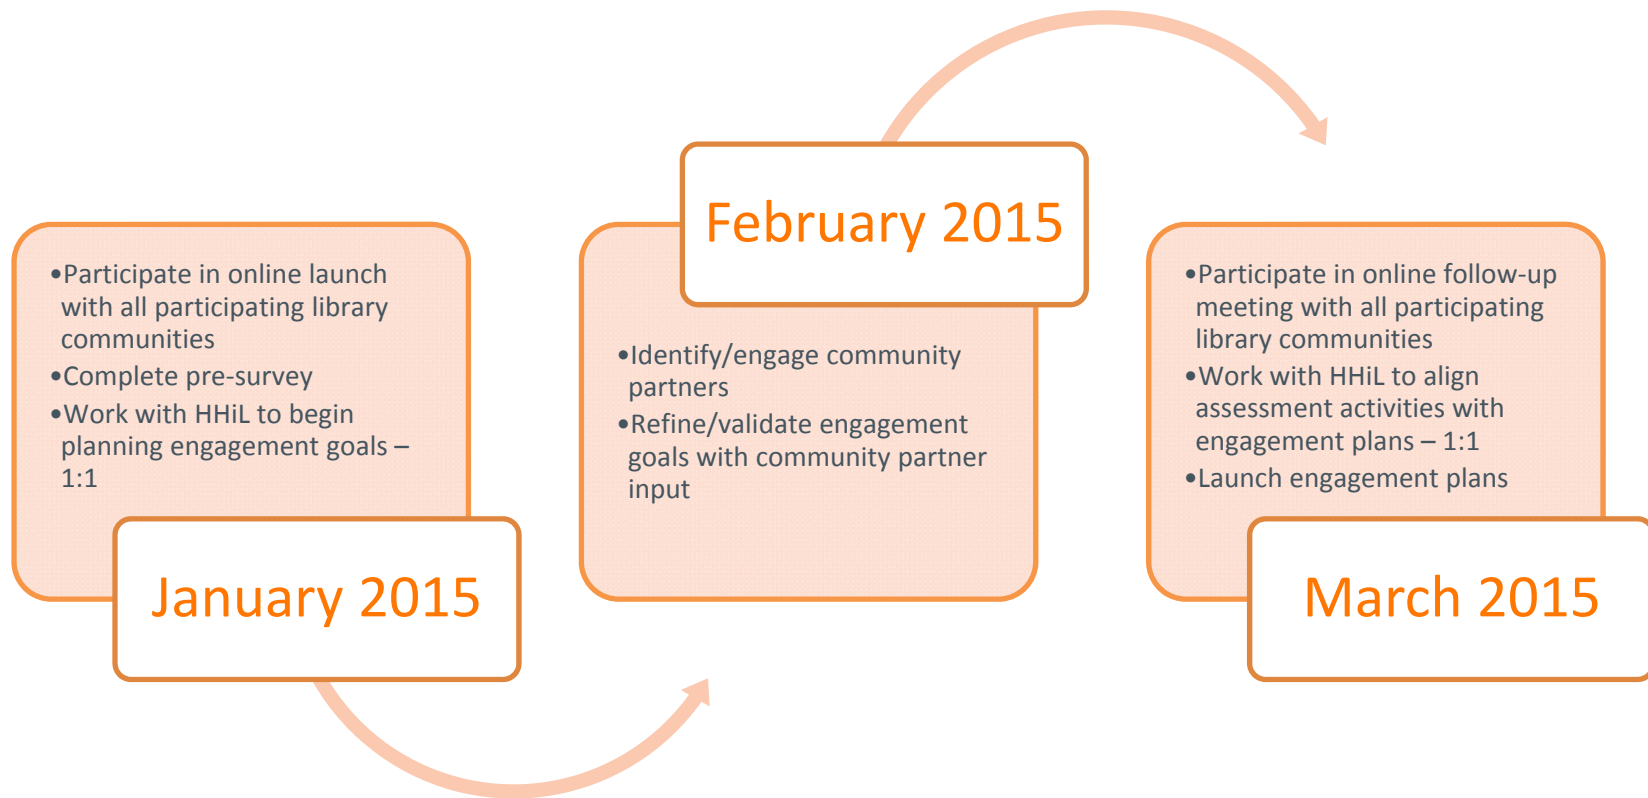 •Participate in online launch
with all participating library
communities
•Complete pre-survey
•Work with HHiL to begin
planning engagement goals –
1:1
January 2015
February 2015
•Identify/engage community
partners
•Refine/validate engagement
goals with community partner
input
•Participate in online follow-up
meeting with all participating
library communities
•Work with HHiL to align
assessment activities with
engagement plans – 1:1
•Launch engagement plans
March 2015